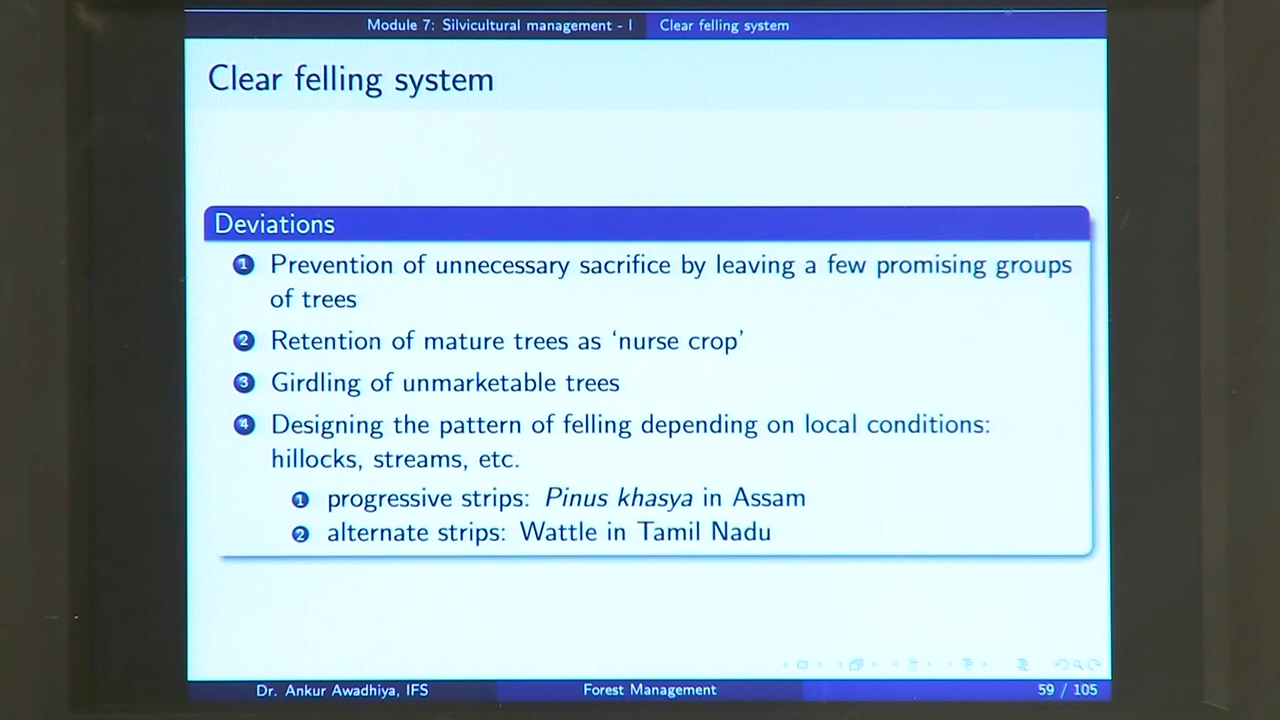 Module 7: Silvicultural management - I Clear felling system
Clear felling system
Deviations
1 Prevention of unnecessary sacrifice by leaving a few promising groups
of trees
2 Retention of mature trees as ‘nurse crop’
3 Girdling of unmarketable trees
4 Designing the pattern of felling depending on local conditions:
hillocks, streams, etc.
1 progressive strips: Pinus khasya in Assam
2 alternate strips: Wattle in Tamil Nadu
Dr. Ankur Awadhiya, IFS Forest Management 59 / 105